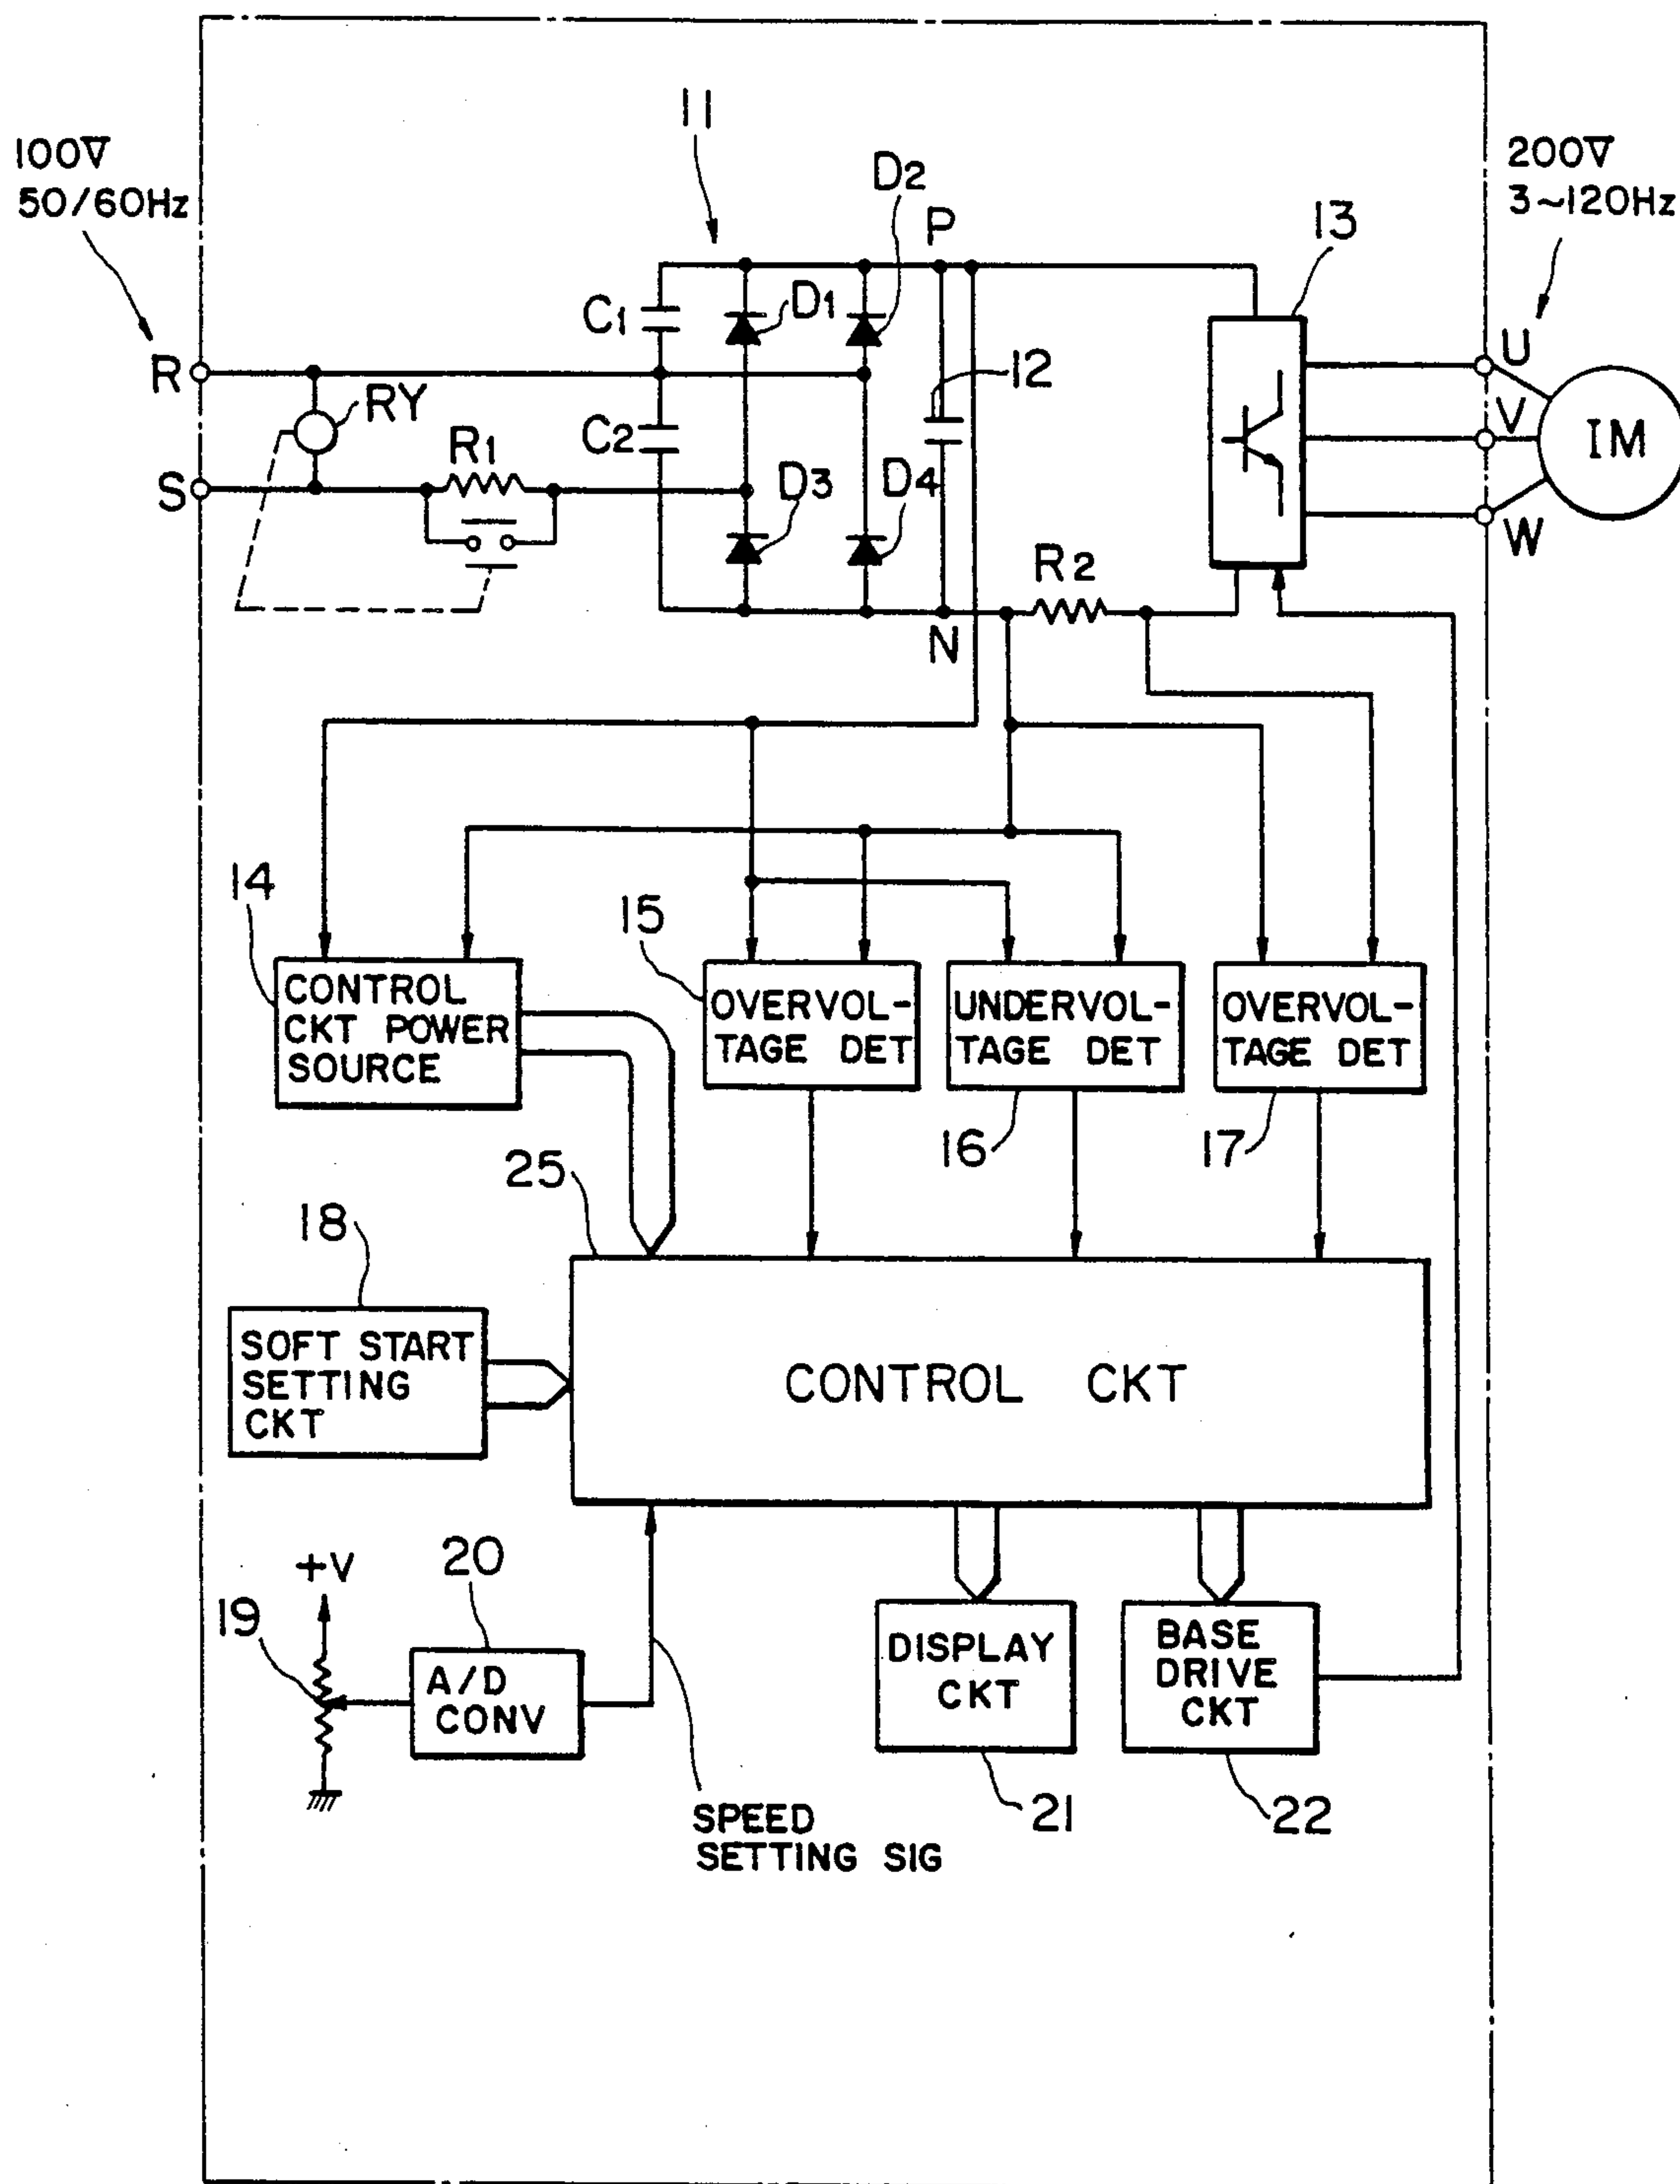 11
100V
50/60Hz
200V
3~120Hz
D2
P
13
C1
D1
R
RY
12
U
V
IM
C2
R1
S
D3
D4
W
R2
N
14
15
CONTROL
CKT POWER
SOURCE
OVERVOL-
TAGE DET
UNDERVOL-
TAGE DET
OVERVOL-
TAGE DET
16
17
25
18
SOFT START
SETTING
CKT
CONTROL CKT
+V
20
19
A/D
CONV
DISPLAY
CKT
BASE
DRIVE
CKT
21
22
SPEED
SETTING SIG